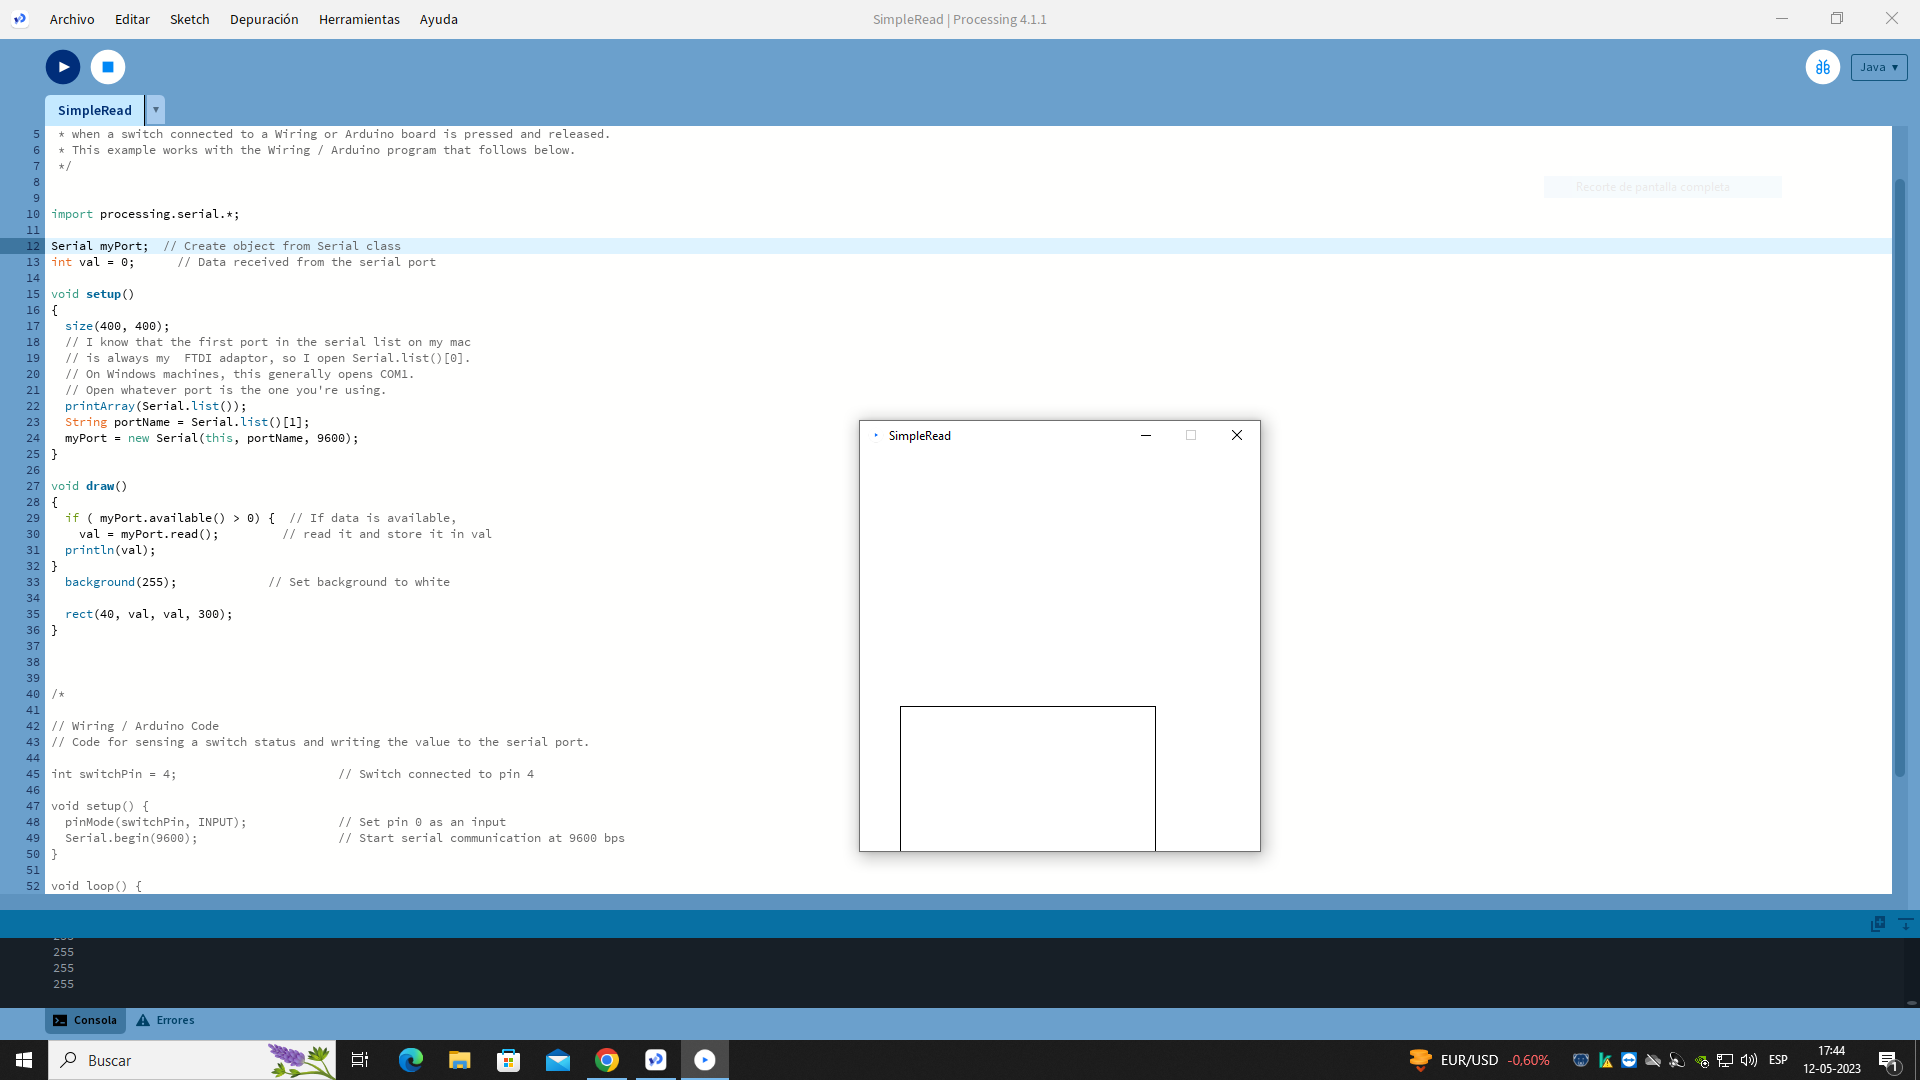 Archivo Editar Sketch Depuración Herramientas Ayuda
SimpleRead | Processing 4.1.1
Java ▾
SimpleRead ▾
5 * when a switch connected to a Wiring or Arduino board is pressed and released.
6 * This example works with the Wiring / Arduino program that follows below.
7 */
8
Recorte de pantalla completa
9
10 import processing.serial.*;
11
12 Serial myPort;  // Create object from Serial class
13 int val = 0;      // Data received from the serial port
14
15 void setup()
16 {
17   size(400, 400);
18   // I know that the first port in the serial list on my mac
19   // is always my  FTDI adaptor, so I open Serial.list()[0].
20   // On Windows machines, this generally opens COM1.
21   // Open whatever port is the one you're using.
22   printArray(Serial.list());
23   String portName = Serial.list()[1];
24   myPort = new Serial(this, portName, 9600);
25 }
26
27 void draw()
28 {
29   if ( myPort.available() > 0) {  // If data is available,
30     val = myPort.read();         // read it and store it in val
31   println(val);
32 }
33   background(255);             // Set background to white
34
35   rect(40, val, val, 300);
36 }
37
38
39
40 /*
41
42 // Wiring / Arduino Code
43 // Code for sensing a switch status and writing the value to the serial port.
44
45 int switchPin = 4;                       // Switch connected to pin 4
46
47 void setup() {
48   pinMode(switchPin, INPUT);             // Set pin 0 as an input
49   Serial.begin(9600);                    // Start serial communication at 9600 bps
50 }
51
52 void loop() {
SimpleRead
255
255
255
255
Consola Errores
Buscar
EUR/USD -0,60%
ESP
17:44
12-05-2023
1